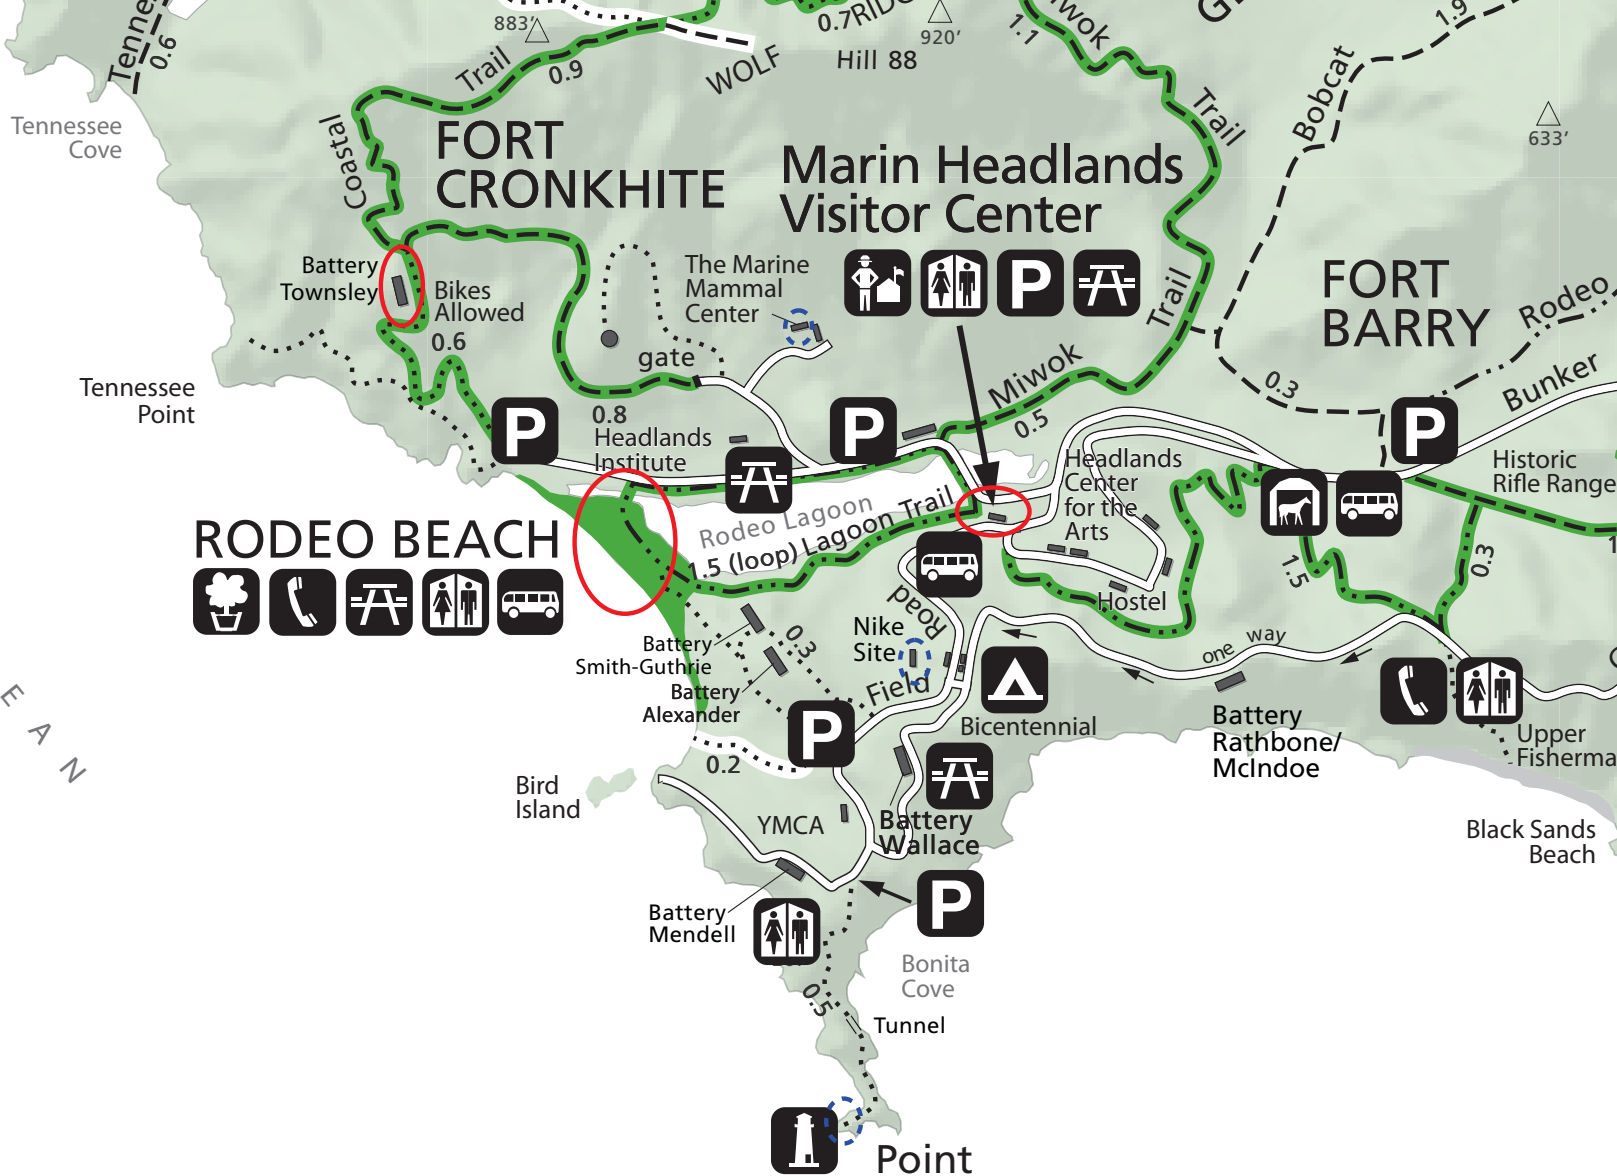 Tenne
0.6
883'
0.7
RIDG
920'
Hill 88
1.1
Miwok
Trail
G
1.9
Bobcat
633'
Tennessee
Cove
Coastal
Trail
0.9
WOLF
FORT
CRONKHITE
Marin Headlands
Visitor Center
Trail
FORT
BARRY
Rodeo
Bunker
Battery
Townsley
Bikes
Allowed
0.6
The Marine
Mammal
Center
gate
0.8
Tennessee
Point
P
P
P
P
Headlands
Institute
Miwok
0.5
0.3
Headlands
Center
for the
Arts
Historic
Rifle Range
Rodeo Lagoon
1.5 (loop) Lagoon Trail
RODEO BEACH
Hostel
1.5
0.3
1
Road
Field
Nike
Site
Battery
Smith-Guthrie
0.3
Battery
Alexander
P
one way
Bicentennial
Battery
Rathbone/
McIndoe
Upper
Fisherma
E A N
0.2
Bird
Island
YMCA
Battery
Wallace
Black Sands
Beach
Battery
Mendell
P
Bonita
Cove
0.5
Tunnel
Point